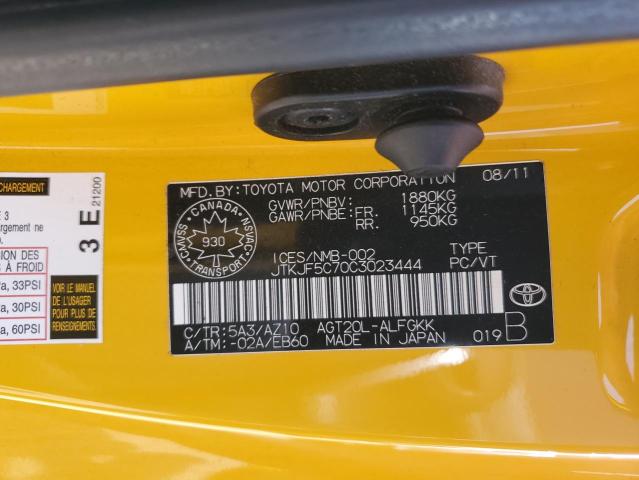 CHARGEMENT
E 3
argement ne
o.
3 E
21200
SION DES
S À FROID
a, 33PSI
VOIR LE MANUEL
DE L'USAGER
POUR PLUS DE
RENSEIGNEMENTS
a, 33PSI
a, 60PSI
MFD.BY: TOYOTA MOTOR CORPORATION 08/11
GVWR/PNBV: 1880KG
GAWR/PNBE: FR. 1145KG
RR. 950KG
CANADA
CMVSS NSVAC
930
TRANSPORT
ICES/NMB-002 TYPE
JTKJF5C70C3023444 PC/VT
C/TR: 5A3/AZ10 AGT20L-ALFGKK
A/TM: -02A/EB60 MADE IN JAPAN 019 B